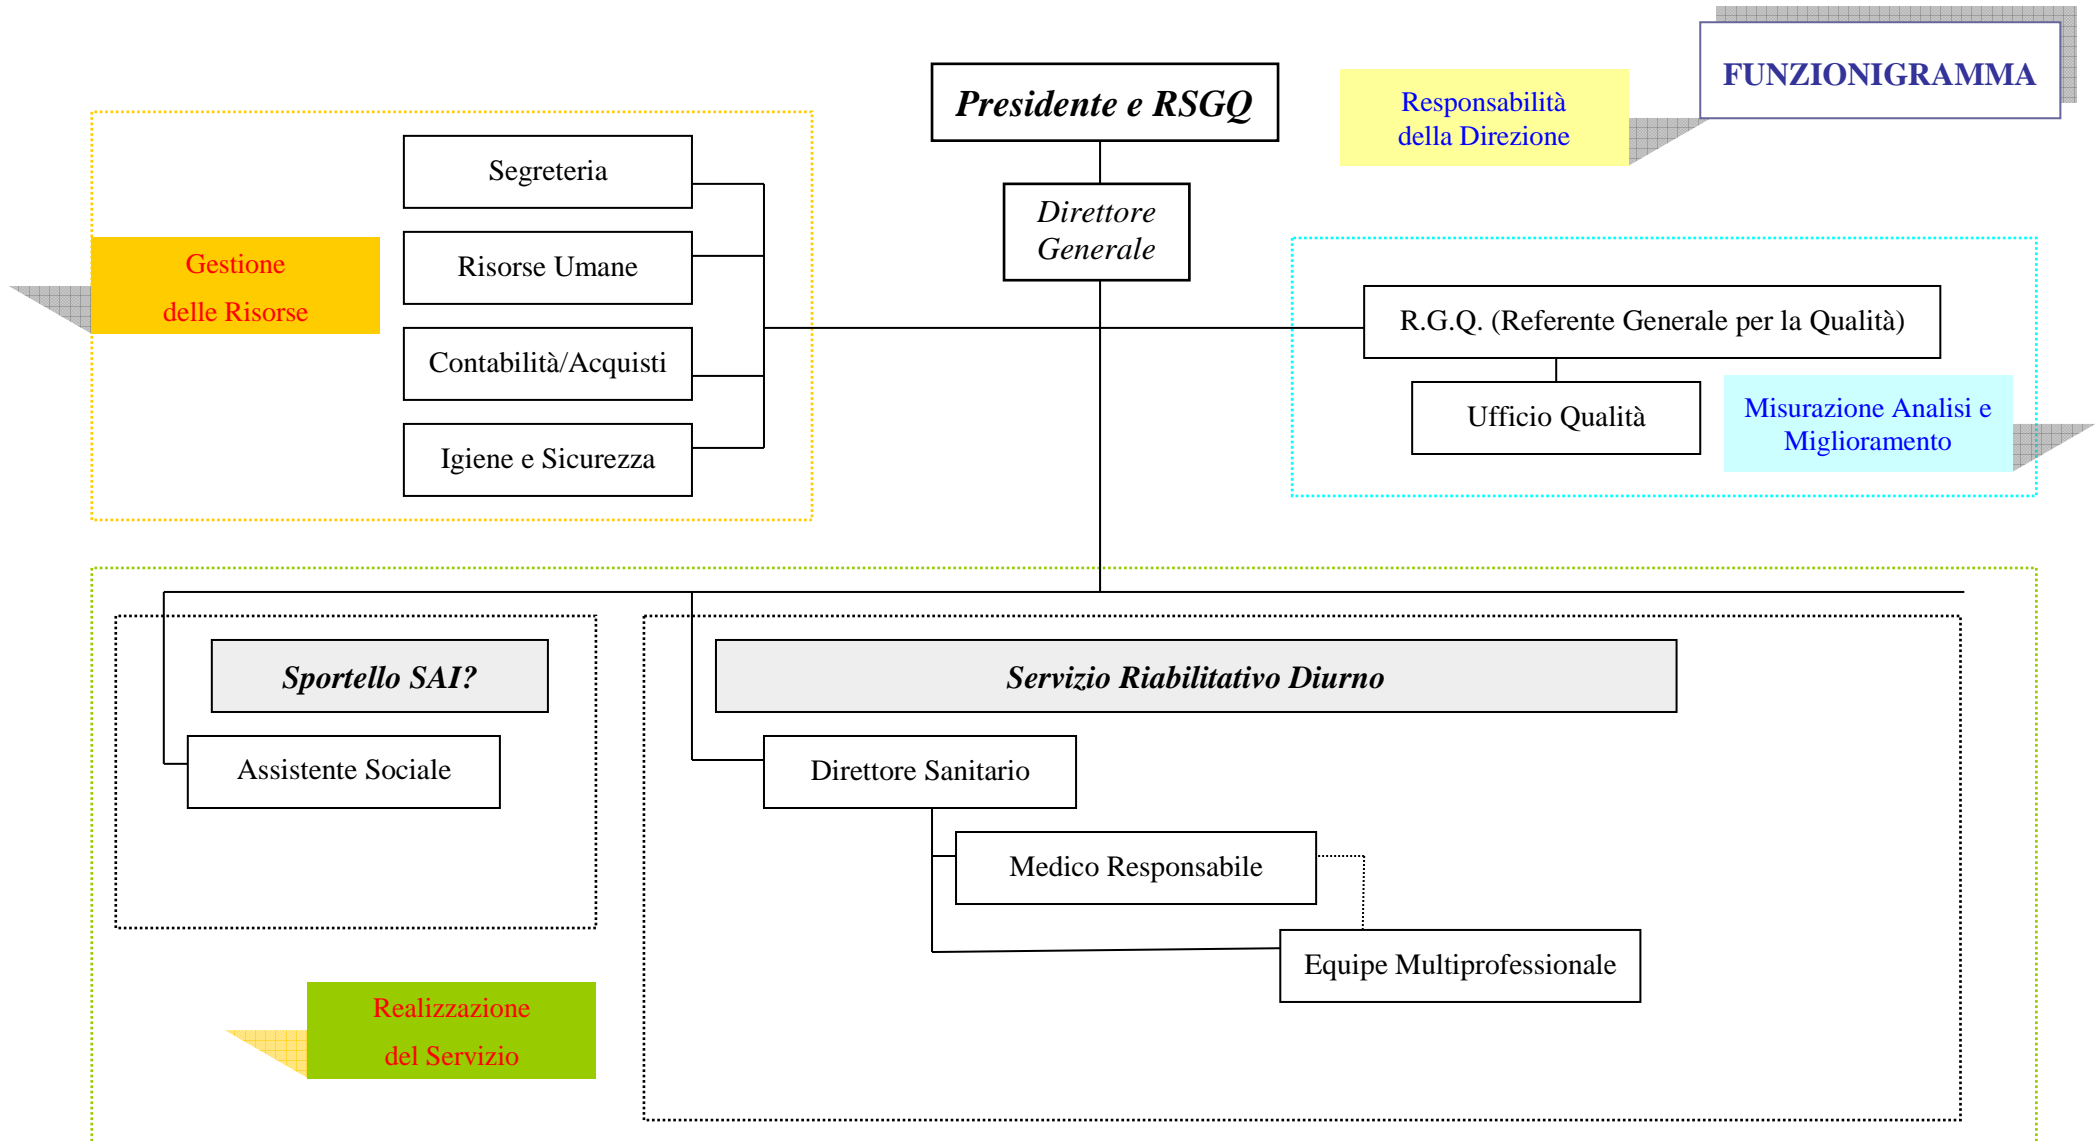 FUNZIONIGRAMMA
Presidente e RSGQ
Responsabilità
della Direzione
Direttore
Generale
Segreteria
Risorse Umane
Contabilità/Acquisti
Igiene e Sicurezza
Gestione
delle Risorse
R.G.Q. (Referente Generale per la Qualità)
Ufficio Qualità
Misurazione Analisi e
Miglioramento
Sportello SAI?
Assistente Sociale
Servizio Riabilitativo Diurno
Direttore Sanitario
Medico Responsabile
Equipe Multiprofessionale
Realizzazione
del Servizio